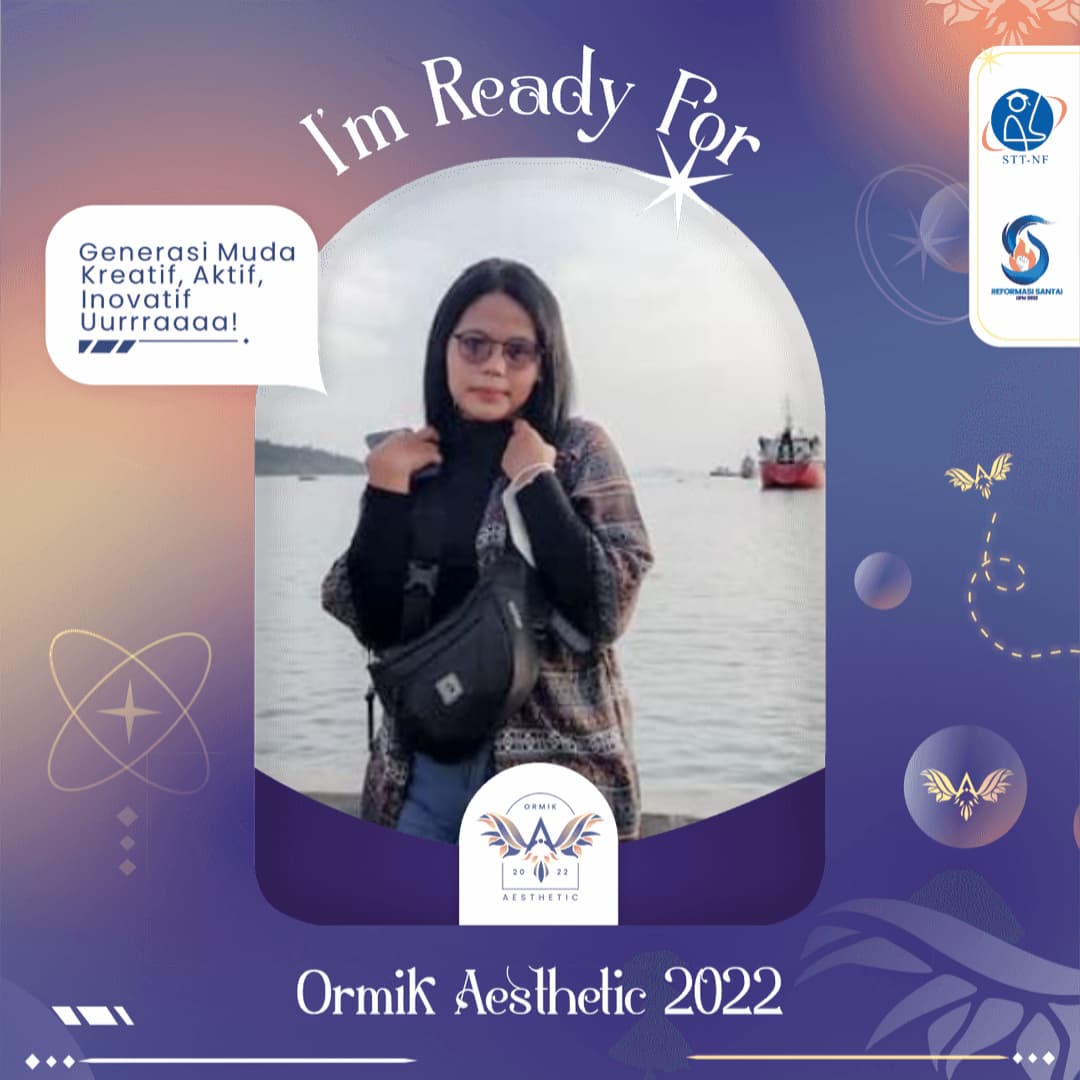 I'm Ready For
STT-NF
Generasi Muda
Kreatif, Aktif,
Inovatif
Uurrraaaa!
REFORMASI SANTAI
ORMIK
A
20 22
AESTHETIC
Ormik Aesthetic 2022